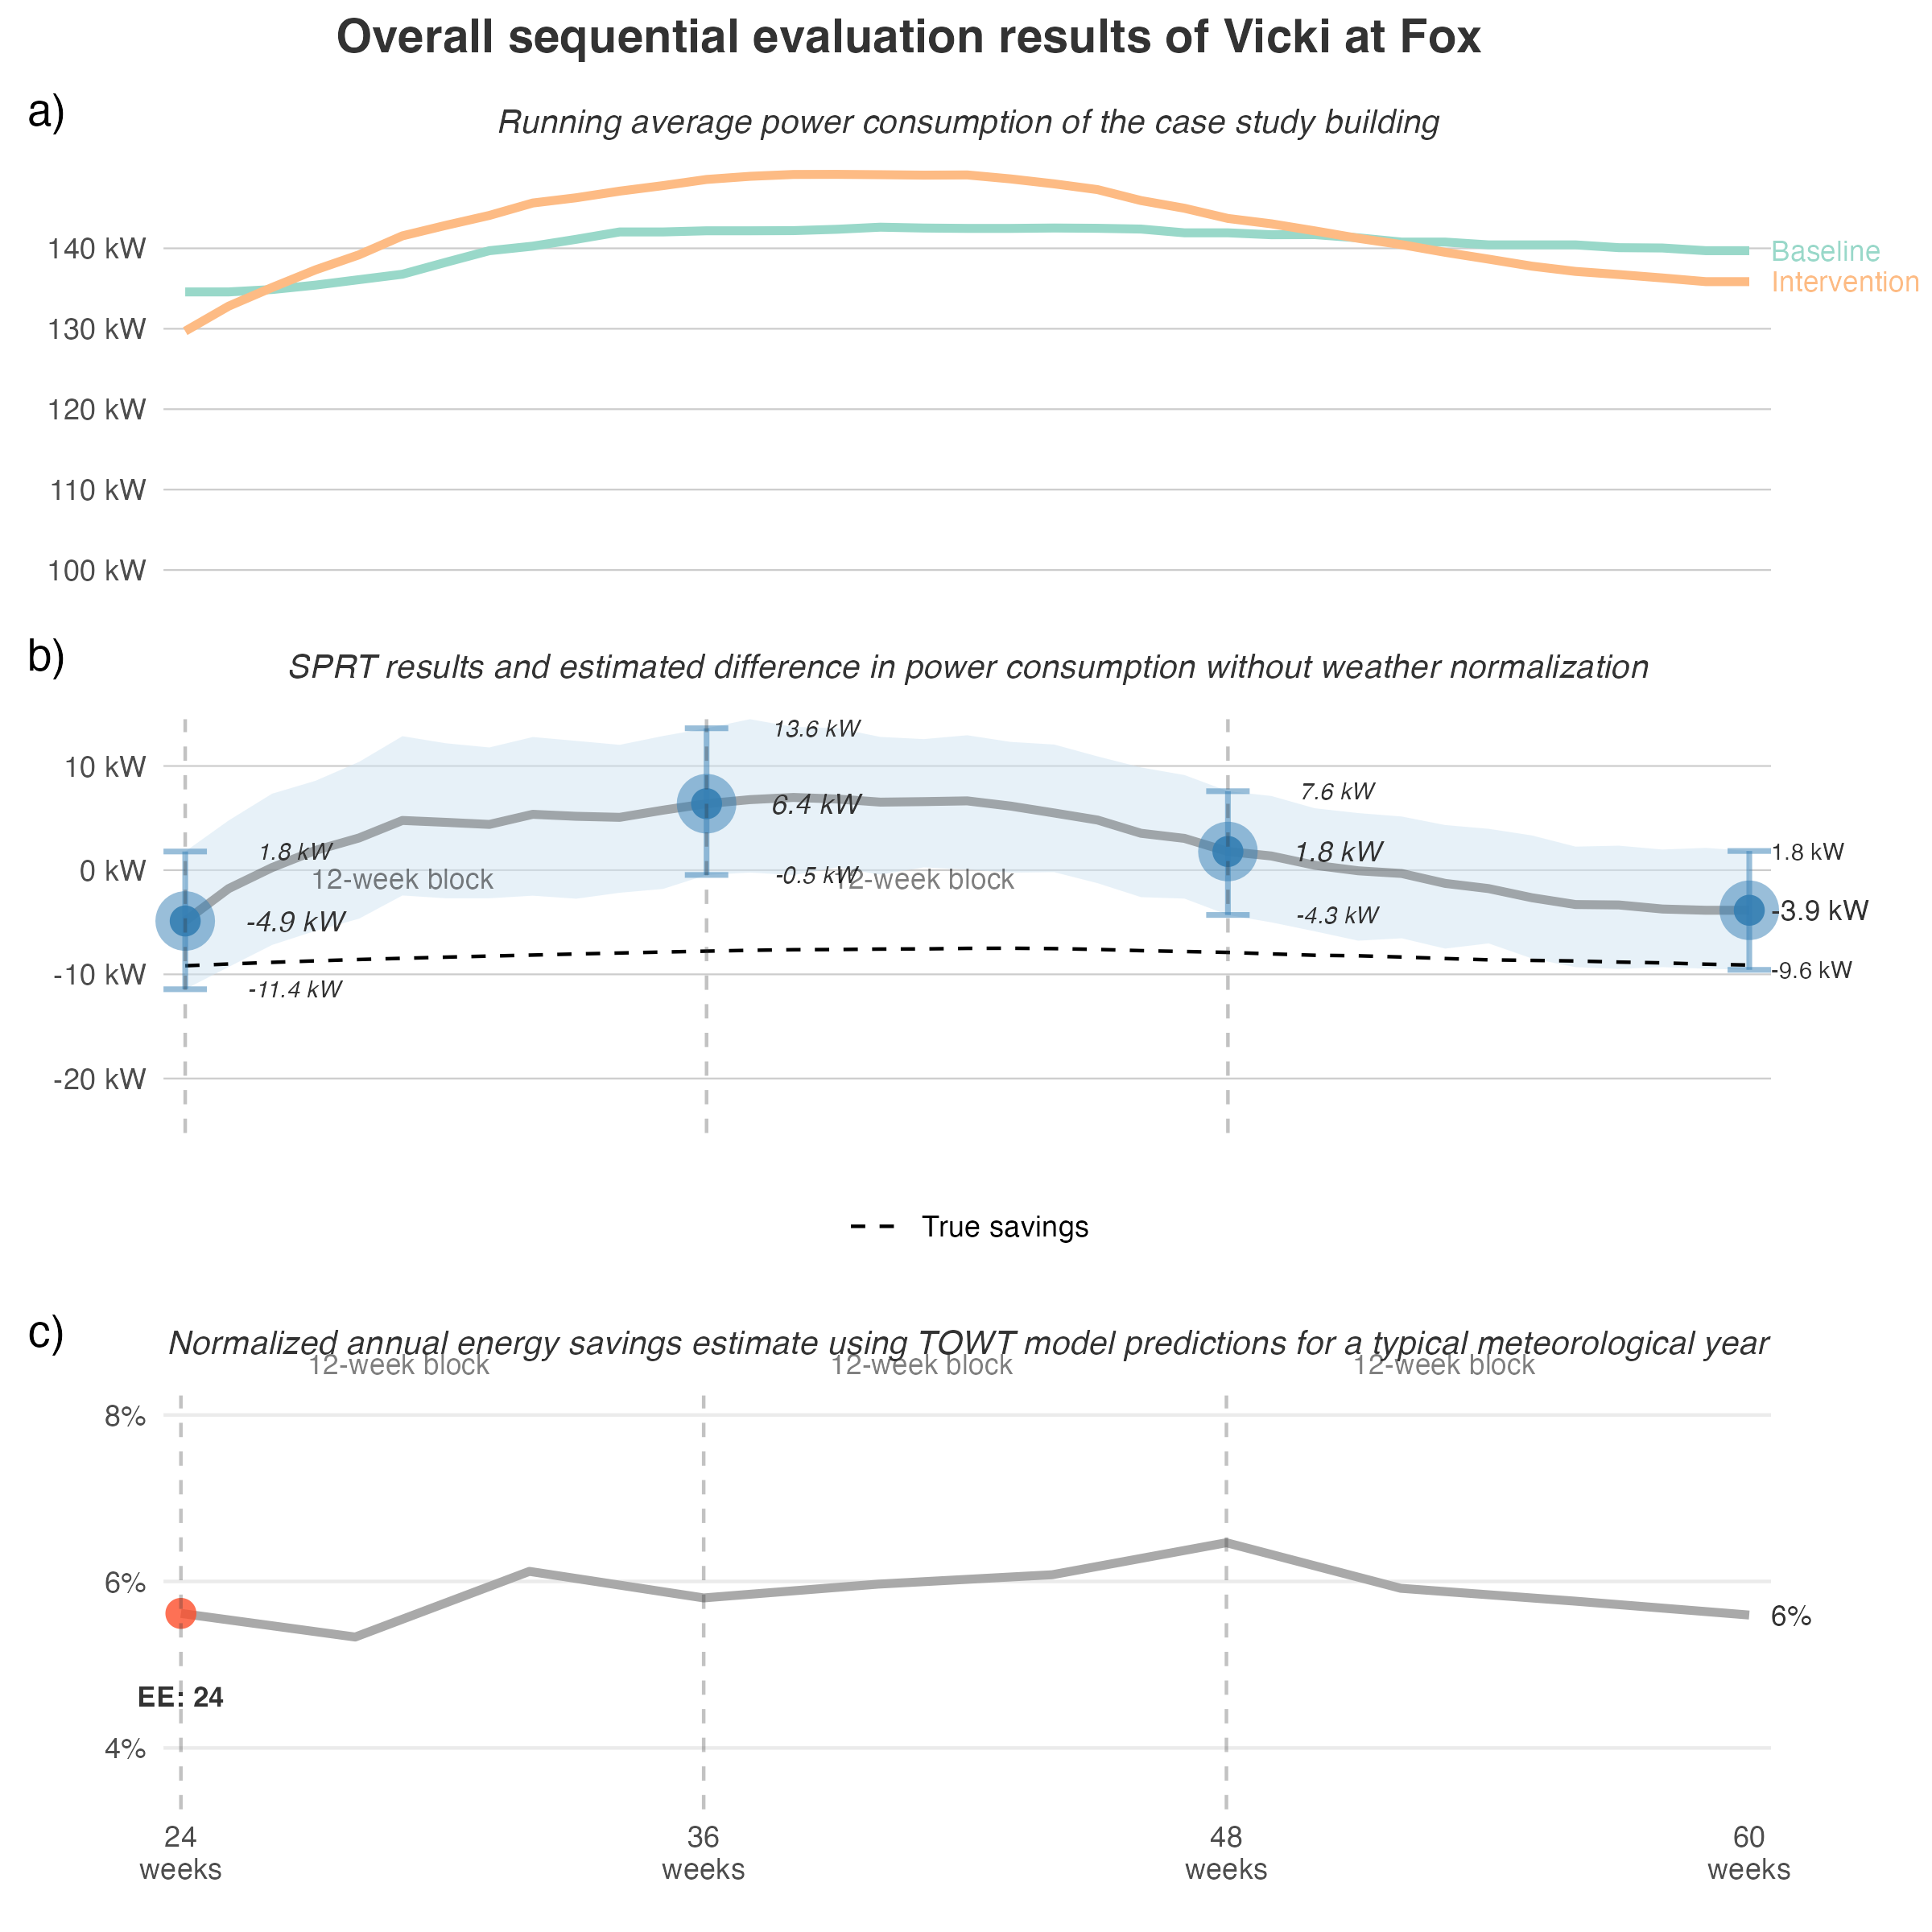 Overall sequential evaluation results of Vicki at Fox
a)
Running average power consumption of the case study building
140 kW
130 kW
120 kW
110 kW
100 kW
Baseline
Intervention
b)
SPRT results and estimated difference in power consumption without weather normalization
10 kW
0 kW
-10 kW
-20 kW
1.8 kW
-4.9 kW
-11.4 kW
12-week block
13.6 kW
6.4 kW
-0.5 kW
12-week block
7.6 kW
1.8 kW
-4.3 kW
1.8 kW
-3.9 kW
-9.6 kW
True savings
c)
Normalized annual energy savings estimate using TOWT model predictions for a typical meteorological year
12-week block
12-week block
12-week block
8%
6%
4%
EE: 24
6%
24
weeks
36
weeks
48
weeks
60
weeks